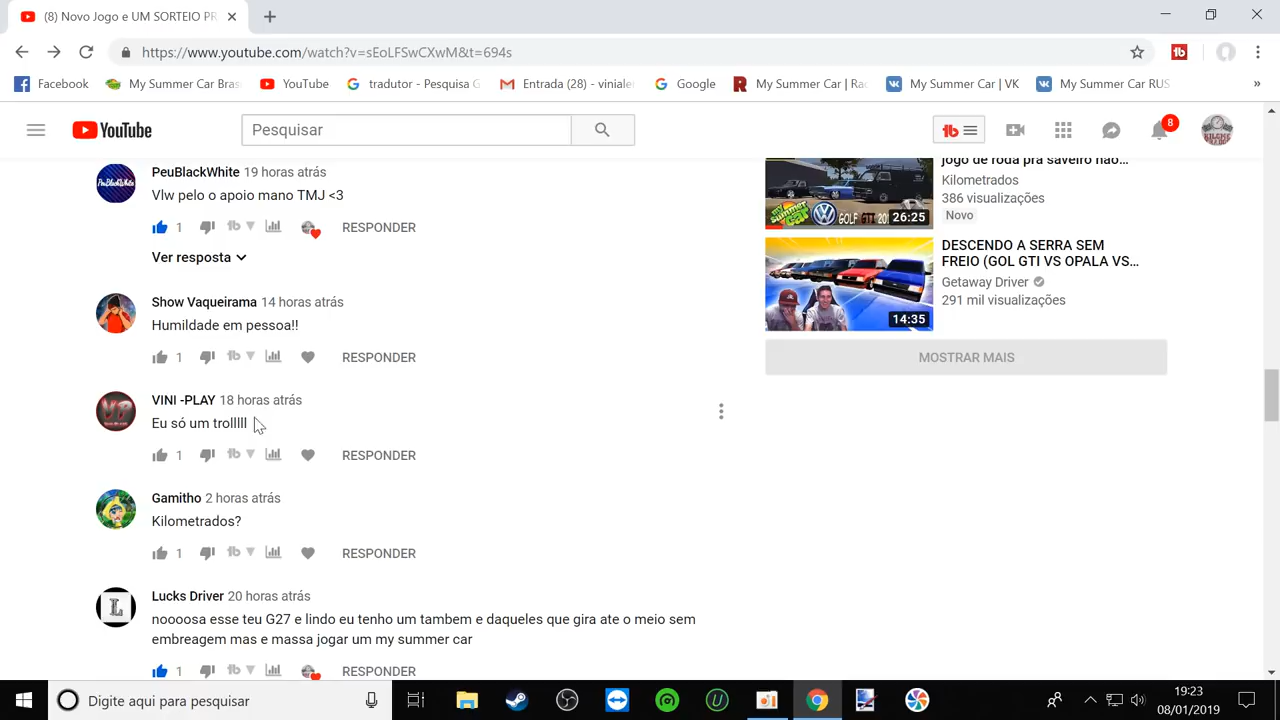 (8) Novo Jogo e UM SORTEIO PR
https://www.youtube.com/watch?v=sEoLFSwCXwM&t=694s
Facebook My Summer Car Bras YouTube tradutor - Pesquisa G Entrada (28) - vinialer Google My Summer Car | Rac My Summer Car | VK My Summer Car RUS »
YouTube Pesquisar 8
PeuBlackWhite 19 horas atrás
Vlw pelo o apoio mano TMJ <3
1 RESPONDER
Ver resposta
Show Vaqueirama 14 horas atrás
Humildade em pessoa!!
1 RESPONDER
VINI -PLAY 18 horas atrás
Eu só um trolllll
1 RESPONDER
Gamitho 2 horas atrás
Kilometrados?
1 RESPONDER
Lucks Driver 20 horas atrás
noooosa esse teu G27 e lindo eu tenho um tambem e daqueles que gira ate o meio sem
embreagem mas e massa jogar um my summer car
1 RESPONDER
jogo de roda pra saveiro não...
Kilometrados
386 visualizações
Novo
26:25
DESCENDO A SERRA SEM
FREIO (GOL GTI VS OPALA VS...
Getaway Driver
291 mil visualizações
14:35
MOSTRAR MAIS
Digite aqui para pesquisar
19:23
08/01/2019